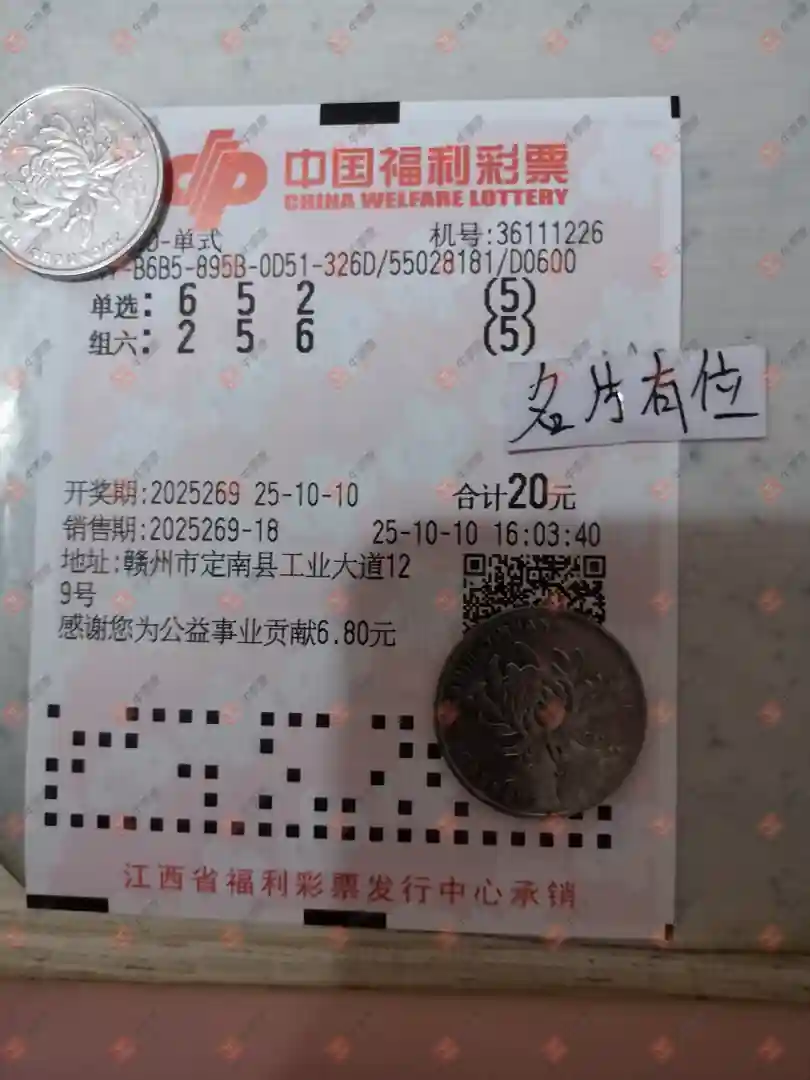 中国福利彩票
CHINA WELFARE LOTTERY
-单式 机号:36111226
-B6B5-895B-0D51-326D/55028181/D0600
单选: 6 5 2 (5)
组六: 2 5 6 (5)
名片有位
开奖期:2025269 25-10-10 合计20元
销售期:2025269-18 25-10-10 16:03:40
地址:赣州市定南县工业大道12
9号
感谢您为公益事业贡献6.80元
江西省福利彩票发行中心承销